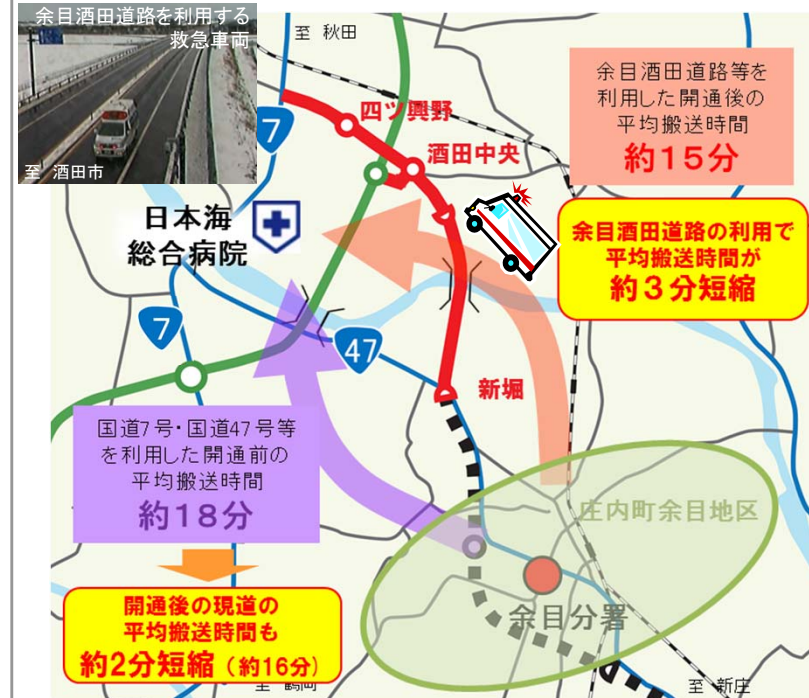 余目酒田道路を利用する
救急車両
至 酒田市
至 秋田
7
四ツ興野
酒田中央
余目酒田道路等を
利用した開通後の
平均搬送時間
約15分
日本海
総合病院
余目酒田道路の利用で
平均搬送時間が
約3分短縮
7
47
新堀
国道7号・国道47号等
を利用した開通前の
平均搬送時間
約18分
庄内町余目地区
余目分署
開通後の現道の
平均搬送時間も
約2分短縮（約16分）
至 鶴岡
至 新庄